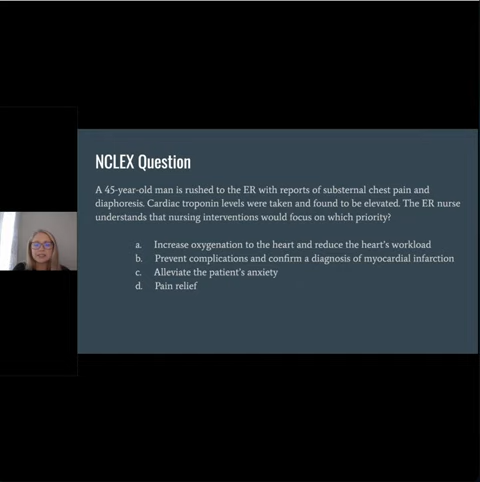 NCLEX Question
A 45-year-old man is rushed to the ER with reports of substernal chest pain and
diaphoresis. Cardiac troponin levels were taken and found to be elevated. The ER nurse
understands that nursing interventions would focus on which priority?
a. Increase oxygenation to the heart and reduce the heart's workload
b. Prevent complications and confirm a diagnosis of myocardial infarction
c. Alleviate the patient's anxiety
d. Pain relief